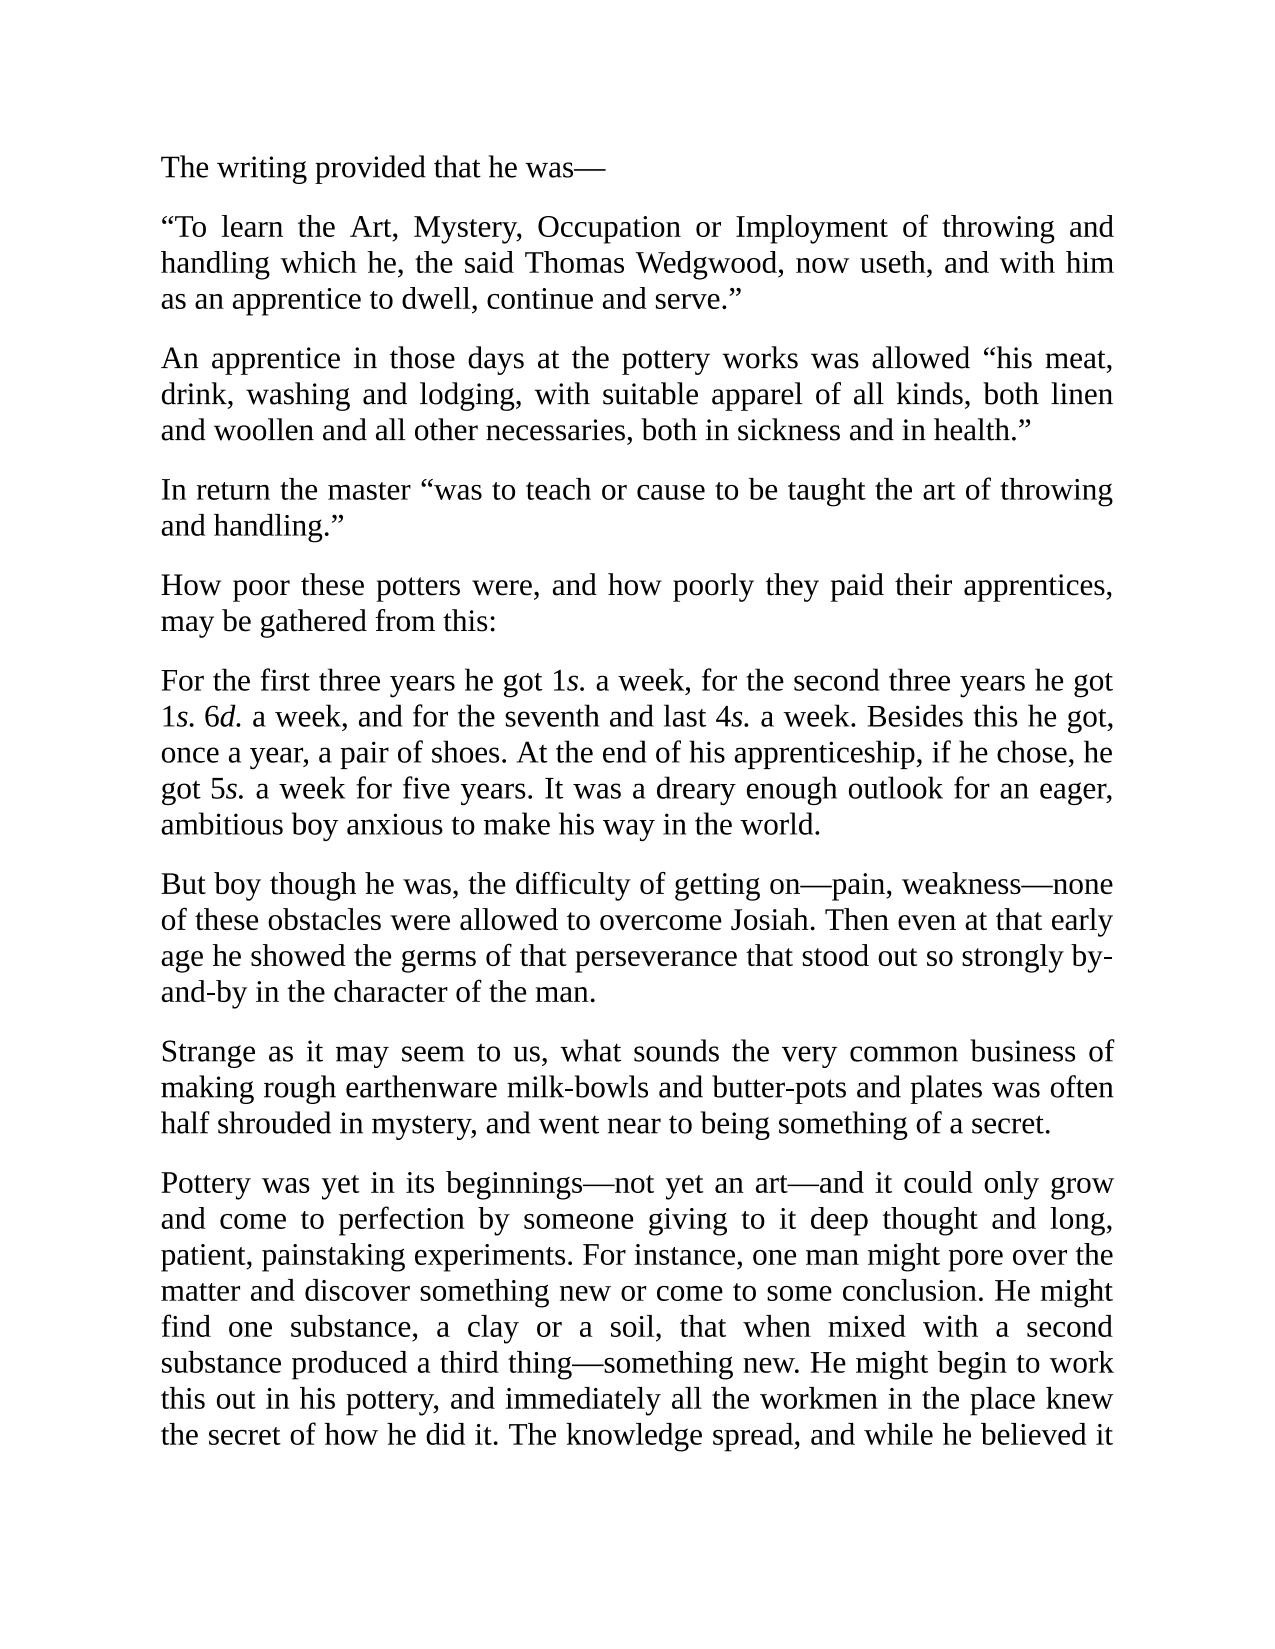 The writing provided that he was—
“To learn the Art, Mystery, Occupation or Imployment of throwing and
handling which he, the said Thomas Wedgwood, now useth, and with him
as an apprentice to dwell, continue and serve.”
An apprentice in those days at the pottery works was allowed “his meat,
drink, washing and lodging, with suitable apparel of all kinds, both linen
and woollen and all other necessaries, both in sickness and in health.”
In return the master “was to teach or cause to be taught the art of throwing
and handling.”
How poor these potters were, and how poorly they paid their apprentices,
may be gathered from this:
For the first three years he got 1s. a week, for the second three years he got
1s. 6d. a week, and for the seventh and last 4s. a week. Besides this he got,
once a year, a pair of shoes. At the end of his apprenticeship, if he chose, he
got 5s. a week for five years. It was a dreary enough outlook for an eager,
ambitious boy anxious to make his way in the world.
But boy though he was, the difficulty of getting on—pain, weakness—none
of these obstacles were allowed to overcome Josiah. Then even at that early
age he showed the germs of that perseverance that stood out so strongly by-
and-by in the character of the man.
Strange as it may seem to us, what sounds the very common business of
making rough earthenware milk-bowls and butter-pots and plates was often
half shrouded in mystery, and went near to being something of a secret.
Pottery was yet in its beginnings—not yet an art—and it could only grow
and come to perfection by someone giving to it deep thought and long,
patient, painstaking experiments. For instance, one man might pore over the
matter and discover something new or come to some conclusion. He might
find one substance, a clay or a soil, that when mixed with a second
substance produced a third thing—something new. He might begin to work
this out in his pottery, and immediately all the workmen in the place knew
the secret of how he did it. The knowledge spread, and while he believed it